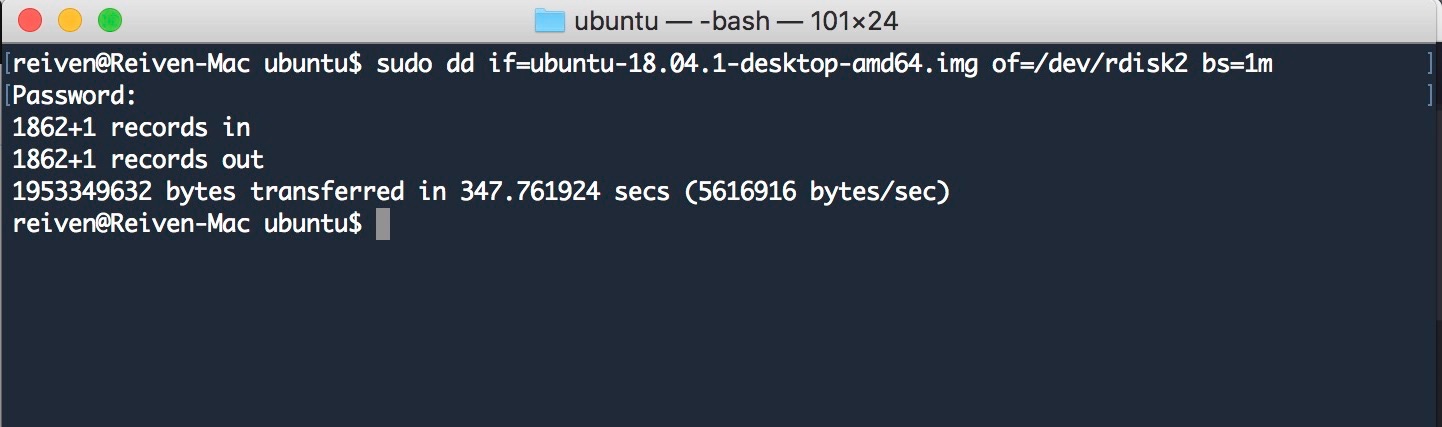 ubuntu — -bash — 101×24
[reiven@Reiven-Mac ubuntu$ sudo dd if=ubuntu-18.04.1-desktop-amd64.img of=/dev/rdisk2 bs=1m ]
[Password: ]
1862+1 records in
1862+1 records out
1953349632 bytes transferred in 347.761924 secs (5616916 bytes/sec)
reiven@Reiven-Mac ubuntu$